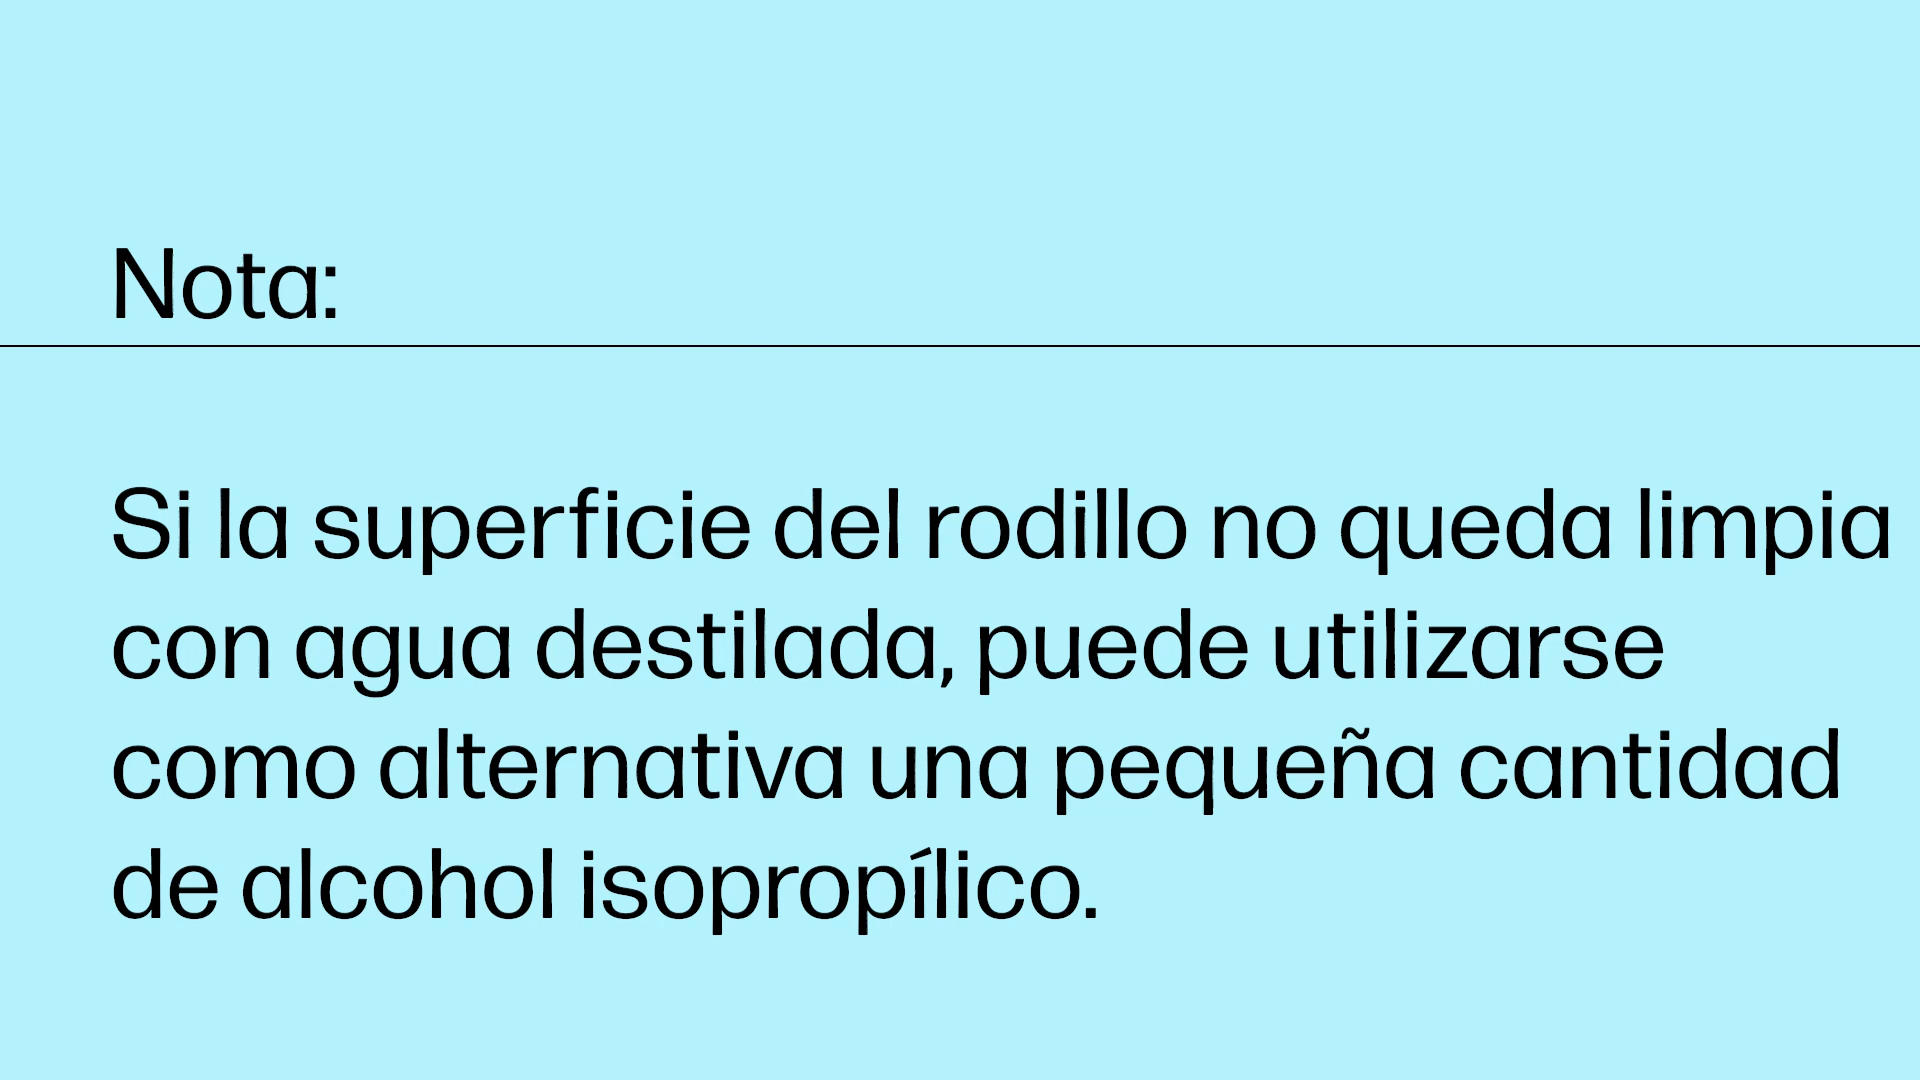 Nota:
Si la superficie del rodillo no queda limpia
con agua destilada, puede utilizarse
como alternativa una pequeña cantidad
de alcohol isopropílico.